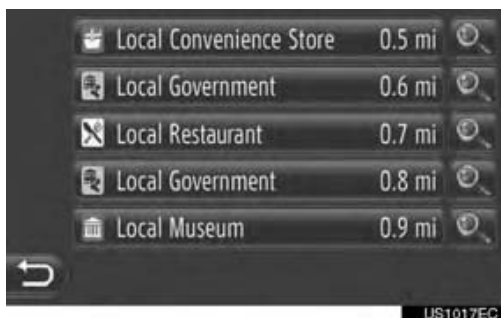 Local Convenience Store 0.5 mi
Local Government 0.6 mi
Local Restaurant 0.7 mi
Local Government 0.8 mi
Local Museum 0.9 mi
US1017EC